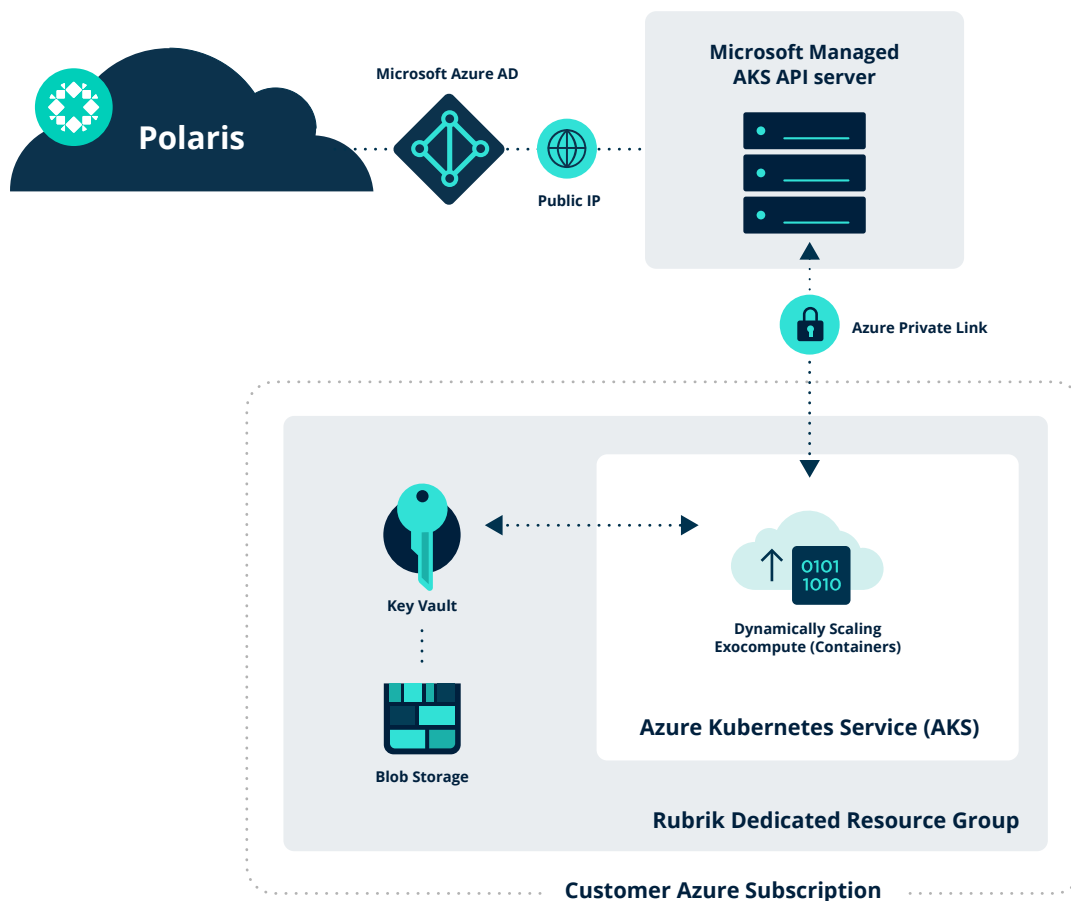 Microsoft Managed
AKS API server
Microsoft Azure AD
Polaris
Public IP
Azure Private Link
Key Vault
0101
1010
Dynamically Scaling
Exocompute (Containers)
Azure Kubernetes Service (AKS)
Blob Storage
Rubrik Dedicated Resource Group
Customer Azure Subscription